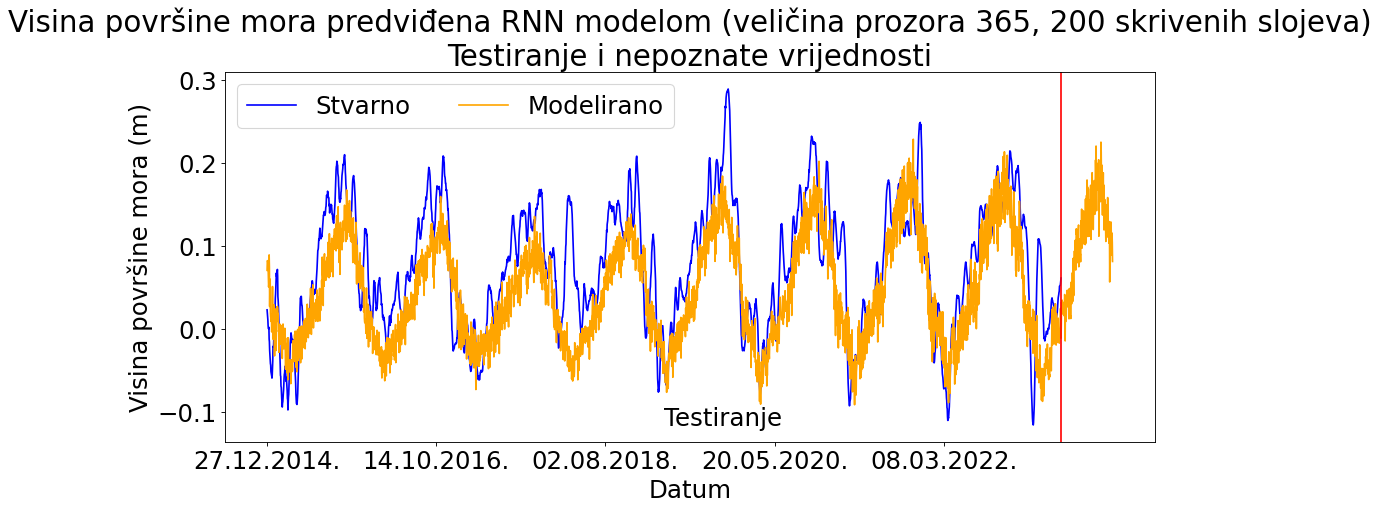 Visina površine mora predviđena RNN modelom (veličina prozora 365, 200 skrivenih slojeva)
Testiranje i nepoznate vrijednosti
Stvarno
Modelirano
Visina površine mora (m)
0.3
0.2
0.1
0.0
−0.1
Testiranje
27.12.2014.
14.10.2016.
02.08.2018.
20.05.2020.
08.03.2022.
Datum